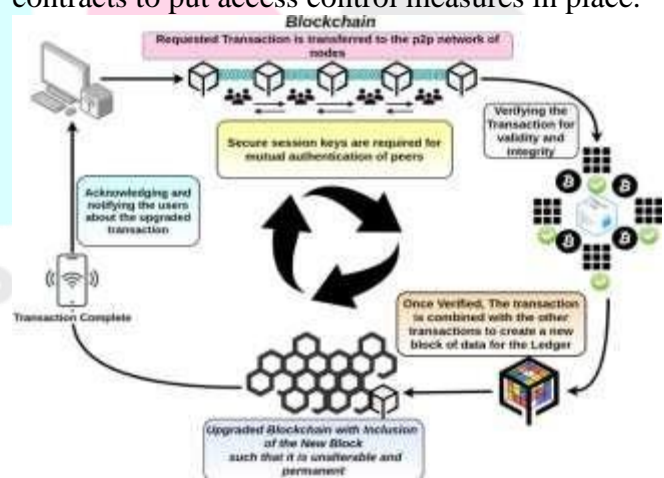 contracts to put access control measures in place.
Blockchain
Requested Transaction is transferred to the p2p network of
nodes
Secure session keys are required for
mutual authentication of peers
Verifying the
Transaction for
validity and
integrity
Acknowledging and
notifying the users
about the upgraded
transaction
Transaction Complete
Once Verified, The transaction
is combined with the other
transactions to create a new
block of data for the Ledger
Upgraded Blockchain with Inclusion
of the New Block
such that it is unalterable and
permanent